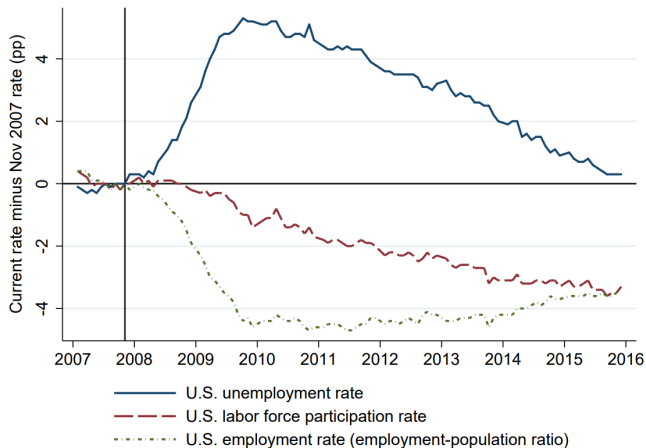 Current rate minus Nov 2007 rate (pp)
4
2
0
-2
-4
2007 2008 2009 2010 2011 2012 2013 2014 2015 2016
U.S. unemployment rate
U.S. labor force participation rate
U.S. employment rate (employment-population ratio)